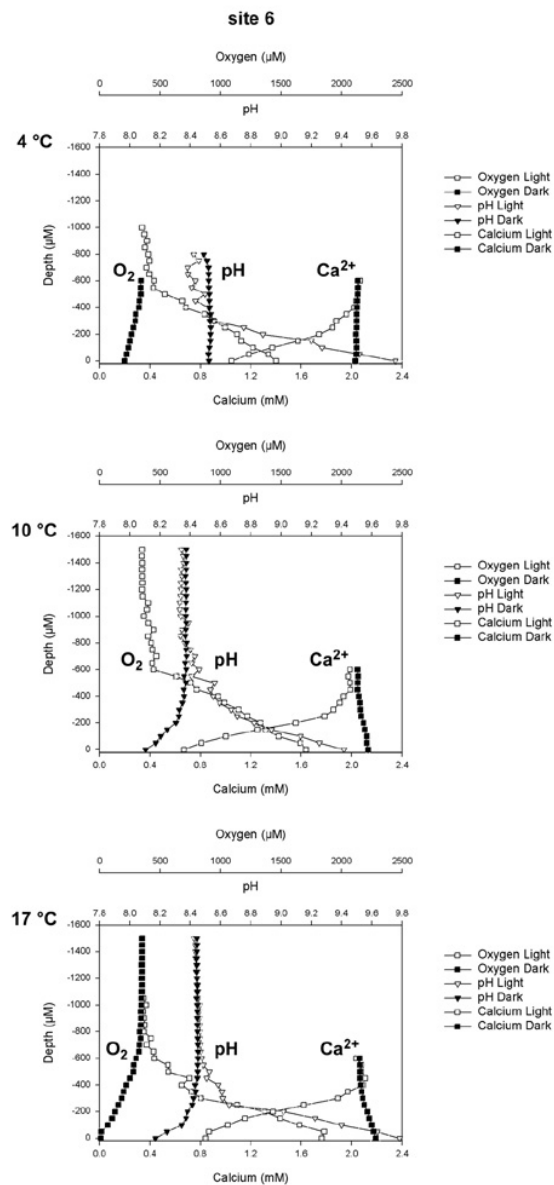 site 6
Oxygen (µM)
0 500 1000 1500 2000 2500
pH
7.8 8.0 8.2 8.4 8.6 8.8 9.0 9.2 9.4 9.6 9.8
4 °C
-1600
-1400
-1200
-1000
-800
-600
-400
-200
0
Depth (µM)
O2
pH
Ca2+
Oxygen Light
Oxygen Dark
pH Light
pH Dark
Calcium Light
Calcium Dark
0.0 0.4 0.8 1.2 1.6 2.0 2.4
Calcium (mM)
Oxygen (µM)
0 500 1000 1500 2000 2500
pH
7.8 8.0 8.2 8.4 8.6 8.8 9.0 9.2 9.4 9.6 9.8
10 °C
-1600
-1400
-1200
-1000
-800
-600
-400
-200
0
Depth (µM)
O2
pH
Ca2+
Oxygen Light
Oxygen Dark
pH Light
pH Dark
Calcium Light
Calcium Dark
0.0 0.4 0.8 1.2 1.6 2.0 2.4
Calcium (mM)
Oxygen (µM)
0 500 1000 1500 2000 2500
pH
7.8 8.0 8.2 8.4 8.6 8.8 9.0 9.2 9.4 9.6 9.8
17 °C
-1600
-1400
-1200
-1000
-800
-600
-400
-200
0
Depth (µM)
O2
pH
Ca2+
Oxygen Light
Oxygen Dark
pH Light
pH Dark
Calcium Light
Calcium Dark
0.0 0.4 0.8 1.2 1.6 2.0 2.4
Calcium (mM)